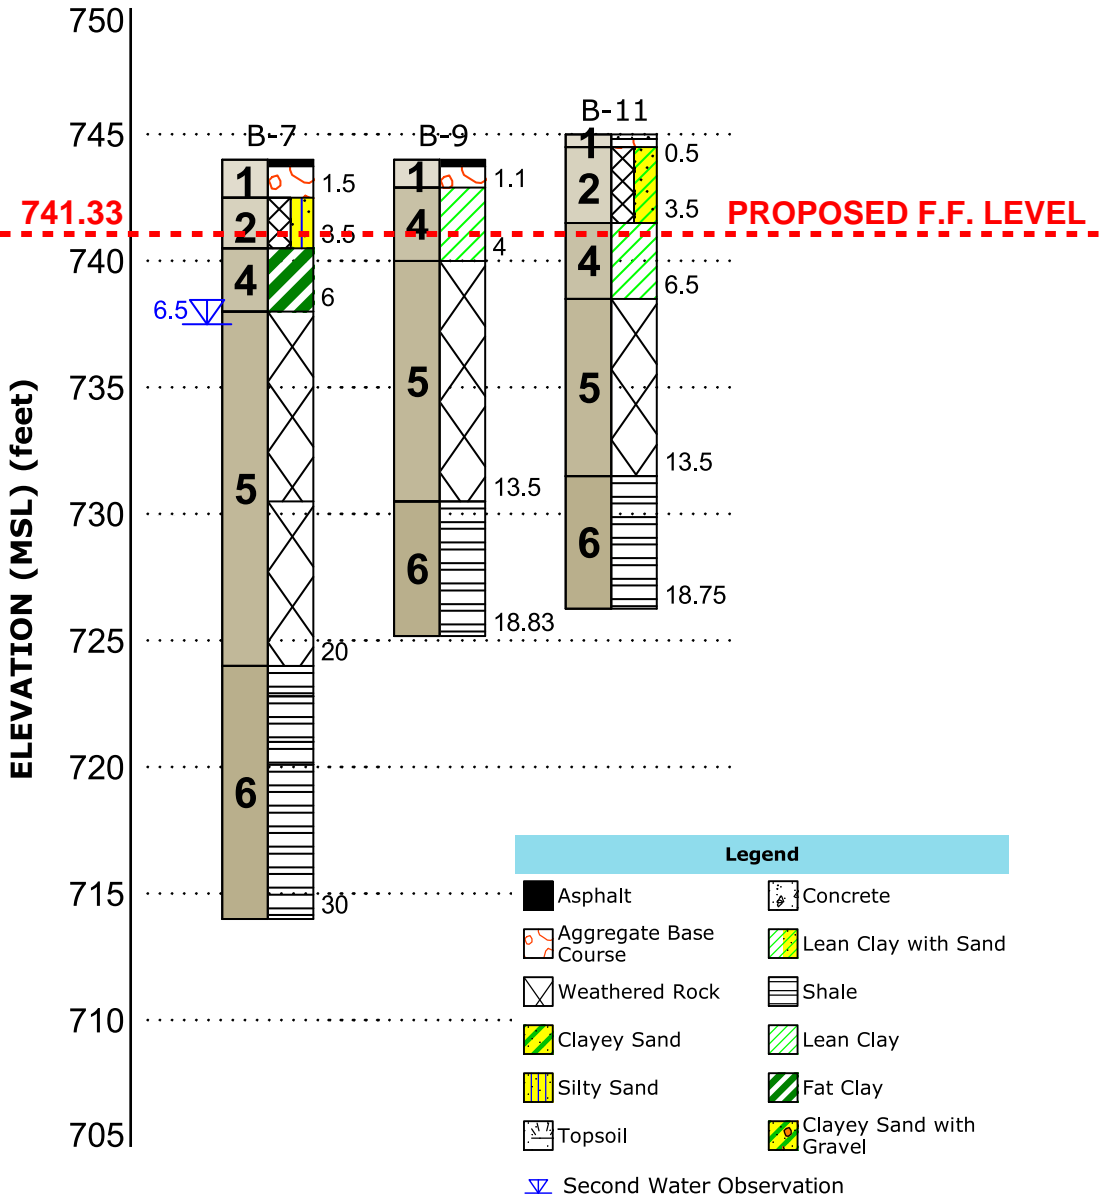 750
745
740
735
730
725
720
715
710
705
ELEVATION (MSL) (feet)
741.33
PROPOSED F.F. LEVEL
B-7
1
1.5
2
3.5
4
6
6.5
5
20
6
30
B-9
1
1.1
4
4
5
13.5
6
18.83
B-11
1
0.5
2
3.5
4
6.5
5
13.5
6
18.75
Legend
Asphalt
Concrete
Aggregate Base
Course
Lean Clay with Sand
Weathered Rock
Shale
Clayey Sand
Lean Clay
Silty Sand
Fat Clay
Topsoil
Clayey Sand with
Gravel
Second Water Observation